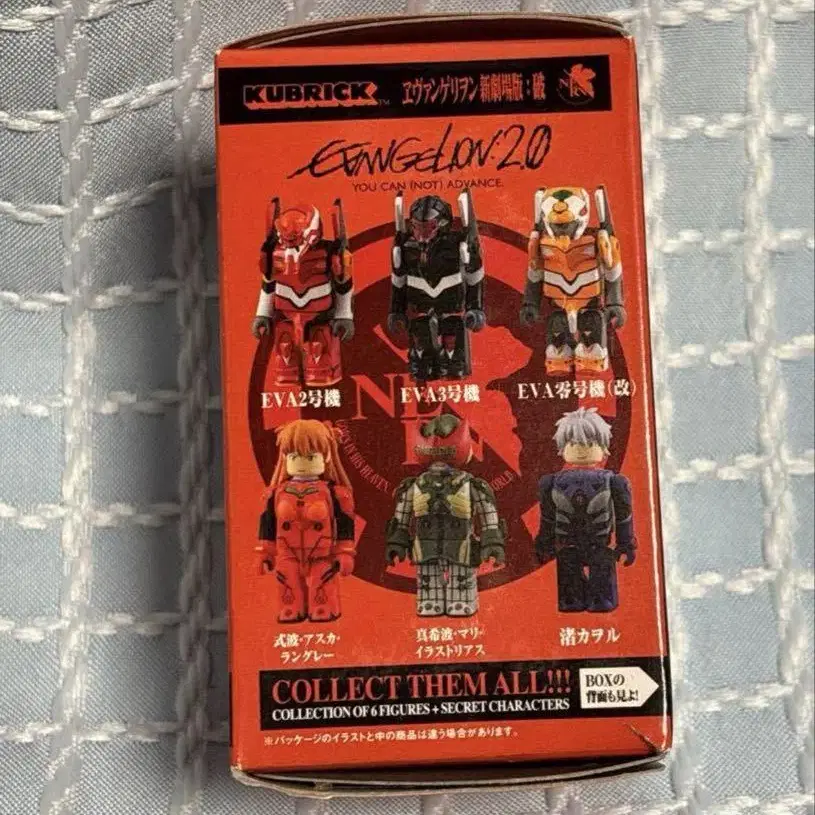 KUBRICK TM ヱヴァンゲリヲン新劇場版：破
EVANGELION:2.0
YOU CAN (NOT) ADVANCE.
EVA2号機 EVA3号機 EVA零号機(改)
式波・アスカ・
ラングレー
真希波・マリ・
イラストリアス
渚カヲル
COLLECT THEM ALL!!!
COLLECTION OF 6 FIGURES + SECRET CHARACTERS
BOXの
背面も見よ!
※パッケージのイラストと中の商品は違う場合があります。